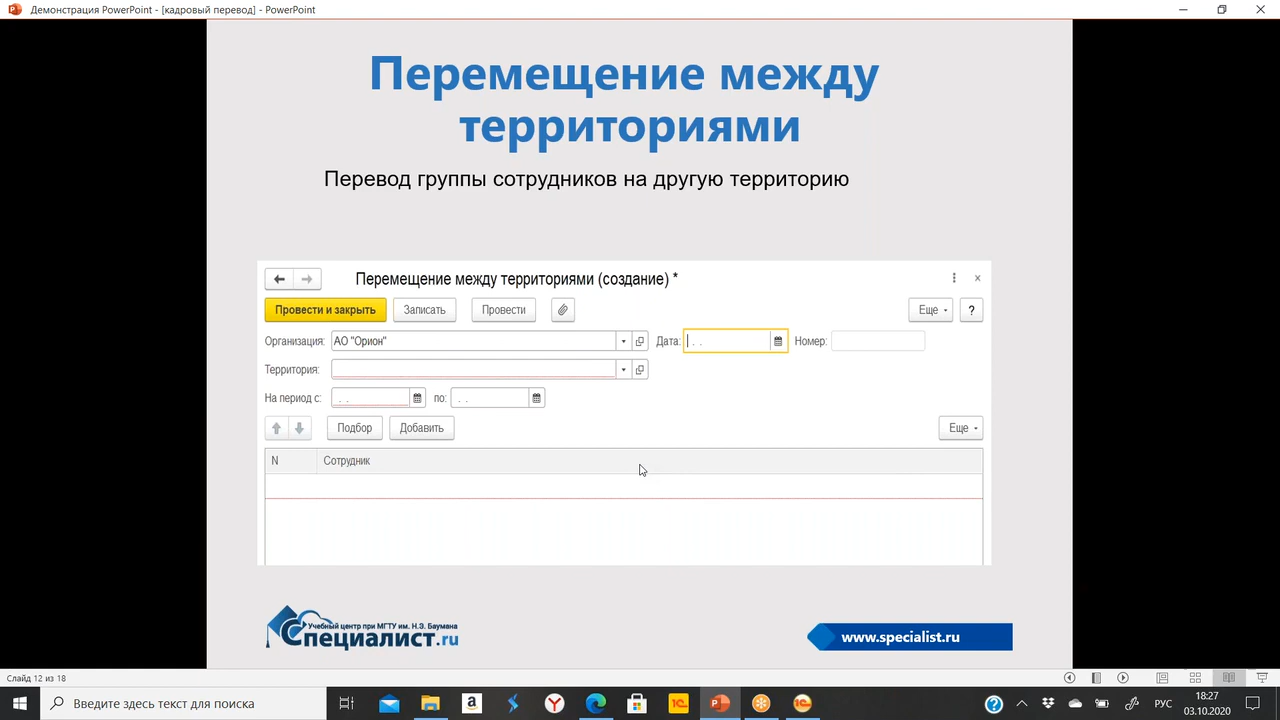 Демонстрация PowerPoint - [кадровый перевод] - PowerPoint
Перемещение между
территориями
Перевод группы сотрудников на другую территорию
Перемещение между территориями (создание) *
Провести и закрыть Записать Провести Еще ?
Организация: АО "Орион" Дата: . . Номер:
Территория:
На период с: . . по: . .
Подбор Добавить Еще
N Сотрудник
Учебный центр при МГТУ им. Н.Э. Баумана
Специалист.ru
www.specialist.ru
Слайд 12 из 18
Введите здесь текст для поиска
a
1С
РУС
18:27
03.10.2020